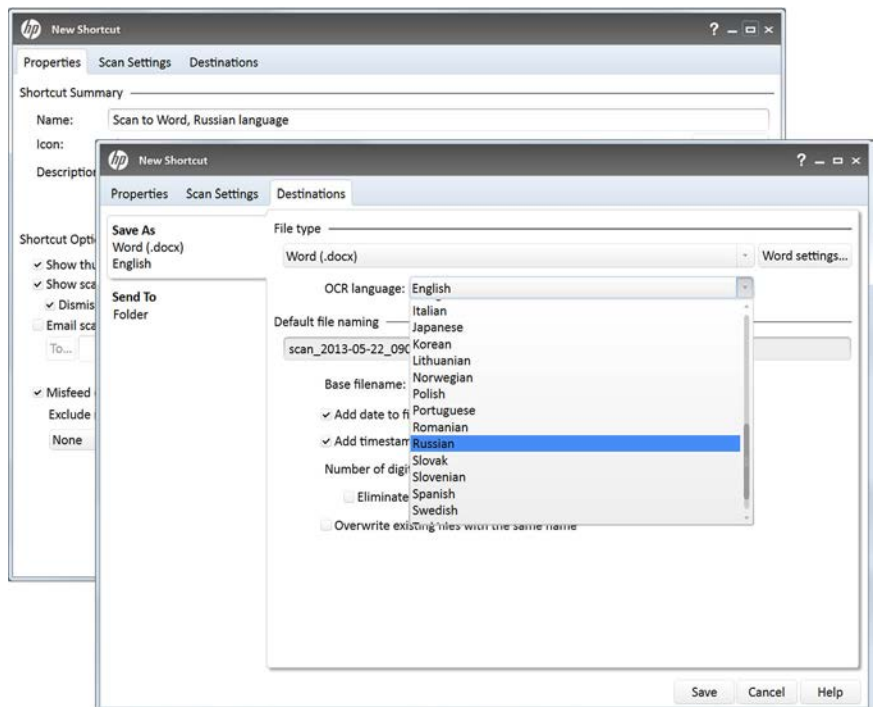 hp New Shortcut
Properties Scan Settings Destinations
Shortcut Summary
Name: Scan to Word, Russian language
Icon:
hp New Shortcut
Properties Scan Settings Destinations
Save As
Word (.docx)
English
Send To
Folder
File type
Word (.docx) Word settings...
OCR language: English
Italian
Japanese
Korean
Lithuanian
Norwegian
Polish
Portuguese
Romanian
Russian
Slovak
Slovenian
Spanish
Swedish
Default file naming
scan_2013-05-22_090
Base filename:
Add date to fi
Add timestam
Number of digi
Eliminate
Overwrite existing files with the same name
Save Cancel Help
Descriptio
Shortcut Opti
Show thu
Show sca
Dismis
Email sca
To...
Misfeed
Exclude
None